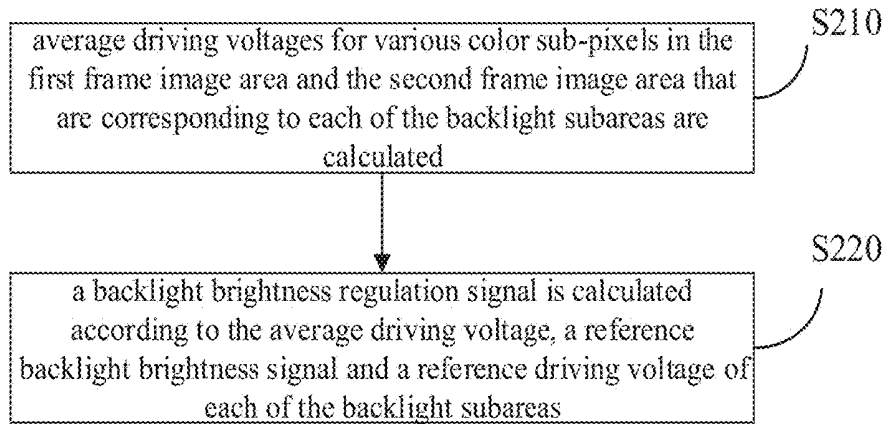 average driving voltages for various color sub-pixels in the
first frame image area and the second frame image area that
are corresponding to each of the backlight subareas are
calculated
S210
a backlight brightness regulation signal is calculated
according to the average driving voltage, a reference
backlight brightness signal and a reference driving voltage of
each of the backlight subareas
S220